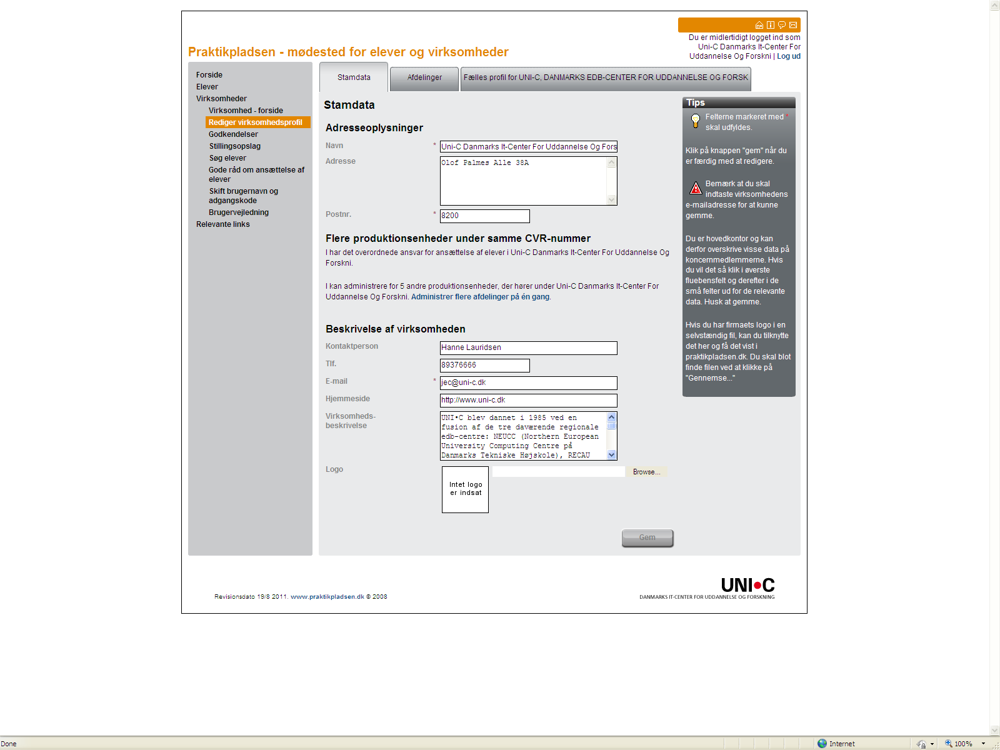 Du er midlertidigt logget ind som
Uni-C Danmarks It-Center For
Uddannelse Og Forskni | Log ud
Praktikpladsen - mødested for elever og virksomheder
Forside
Elever
Virksomheder
Virksomhed - forside
Rediger virksomhedsprofil
Godkendelser
Stillingsopslag
Søg elever
Gode råd om ansættelse af
elever
Skift brugernavn og
adgangskode
Brugervejledning
Relevante links
Stamdata
Afdelinger
Fælles profil for UNI-C, DANMARKS EDB-CENTER FOR UDDANNELSE OG FORSK
Stamdata
Adresseoplysninger
Navn * Uni-C Danmarks It-Center For Uddannelse Og Fors
Adresse Olof Palmes Alle 38A
Postnr. * 8200
Flere produktionsenheder under samme CVR-nummer
I har det overordnede ansvar for ansættelse af elever i Uni-C Danmarks It-Center For Uddannelse Og
Forskni.
I kan administrere for 5 andre produktionsenheder, der hører under Uni-C Danmarks It-Center For
Uddannelse Og Forskni. Administrer flere afdelinger på én gang.
Beskrivelse af virksomheden
Kontaktperson Hanne Lauridsen
Tlf. 89376666
E-mail * jec@uni-c.dk
Hjemmeside http://www.uni-c.dk
Virksomheds-
beskrivelse
UNI•C blev dannet i 1985 ved en
fusion af de tre daværende regionale
edb-centre: NEUCC (Northern European
University Computing Centre på
Danmarks Tekniske Højskole), RECAU
Logo
Intet logo
er indsat
Browse...
Gem
Tips
Felterne markeret med *
skal udfyldes.
Klik på knappen "gem" når du
er færdig med at redigere.
Bemærk at du skal
indtaste virksomhedens
e-mailadresse for at kunne
gemme.
Du er hovedkontor og kan
derfor overskrive visse data på
koncernmedlemmerne. Hvis
du vil det så klik i øverste
fluebensfelt og derefter i de
små felter ud for de relevante
data. Husk at gemme.
Hvis du har firmaets logo i en
selvstændig fil, kan du tilknytte
det her og få det vist i
praktikpladsen.dk. Du skal blot
finde filen ved at klikke på
"Gennemse..."
Revisionsdato 19/8 2011. www.praktikpladsen.dk © 2008
UNI•C
DANMARKS IT-CENTER FOR UDDANNELSE OG FORSKNING
Done
Internet
100%